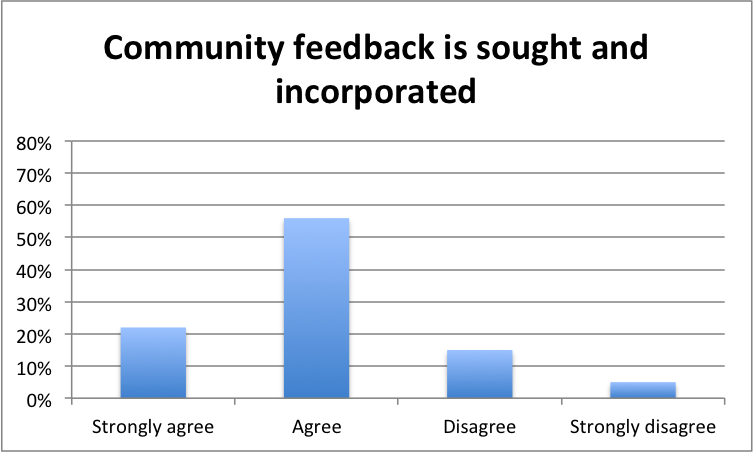 Community feedback is sought and
incorporated
80%
70%
60%
50%
40%
30%
20%
10%
0%
Strongly agree
Agree
Disagree
Strongly disagree